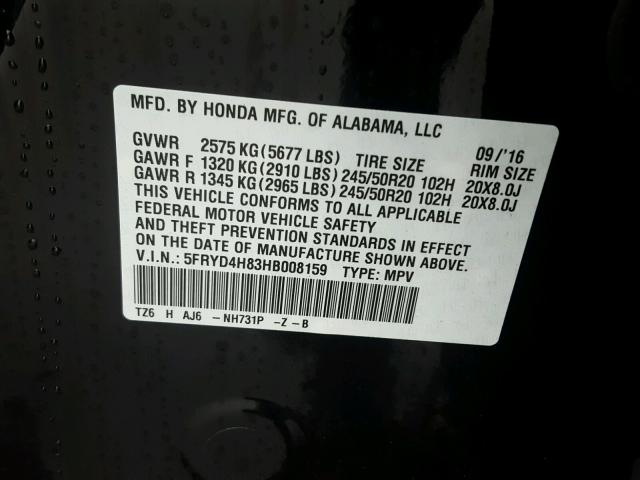 MFD. BY HONDA MFG. OF ALABAMA, LLC
GVWR 2575 KG (5677 LBS) TIRE SIZE 09/'16 RIM SIZE
GAWR F 1320 KG (2910 LBS) 245/50R20 102H 20X8.0J
GAWR R 1345 KG (2965 LBS) 245/50R20 102H 20X8.0J
THIS VEHICLE CONFORMS TO ALL APPLICABLE
FEDERAL MOTOR VEHICLE SAFETY
AND THEFT PREVENTION STANDARDS IN EFFECT
ON THE DATE OF MANUFACTURE SHOWN ABOVE.
V.I.N.: 5FRYD4H83HB008159 TYPE: MPV
TZ6 H AJ6 -NH731P -Z-B